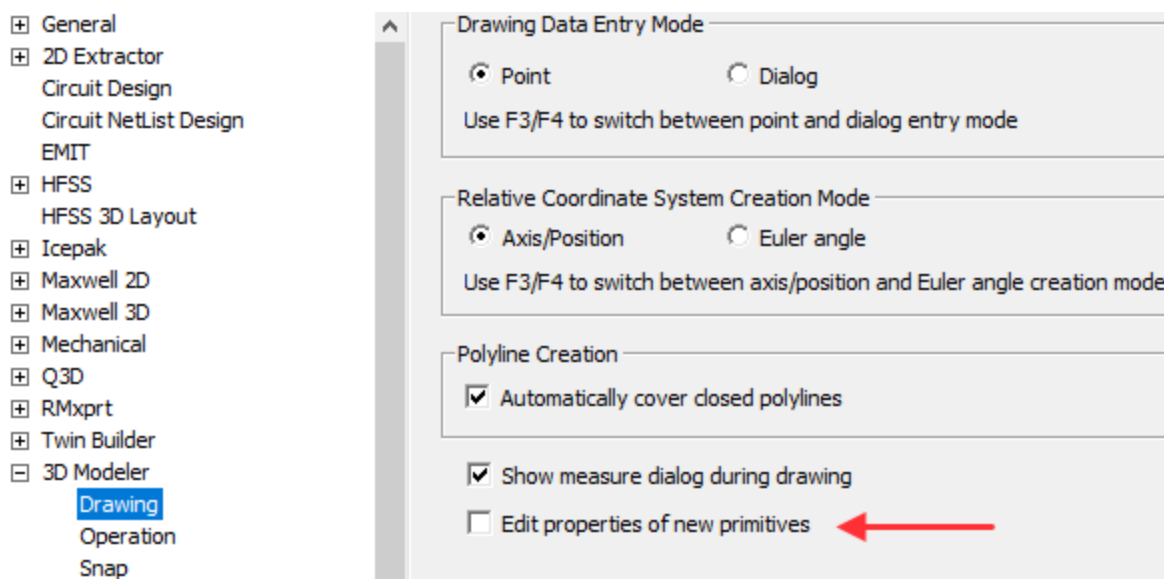 General
2D Extractor
Circuit Design
Circuit NetList Design
EMIT
HFSS
HFSS 3D Layout
Icepak
Maxwell 2D
Maxwell 3D
Mechanical
Q3D
RMxprt
Twin Builder
3D Modeler
Drawing
Operation
Snap
Drawing Data Entry Mode
Point Dialog
Use F3/F4 to switch between point and dialog entry mode
Relative Coordinate System Creation Mode
Axis/Position Euler angle
Use F3/F4 to switch between axis/position and Euler angle creation mode
Polyline Creation
Automatically cover closed polylines
Show measure dialog during drawing
Edit properties of new primitives